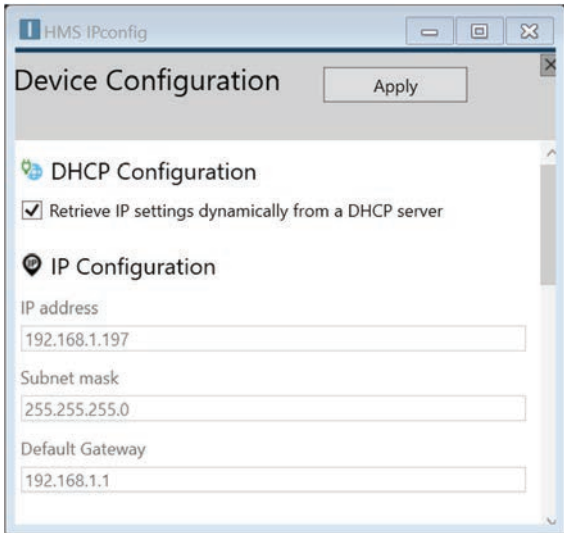 HMS IPconfig
Device Configuration
Apply
DHCP Configuration
Retrieve IP settings dynamically from a DHCP server
IP
IP Configuration
IP address
192.168.1.197
Subnet mask
255.255.255.0
Default Gateway
192.168.1.1